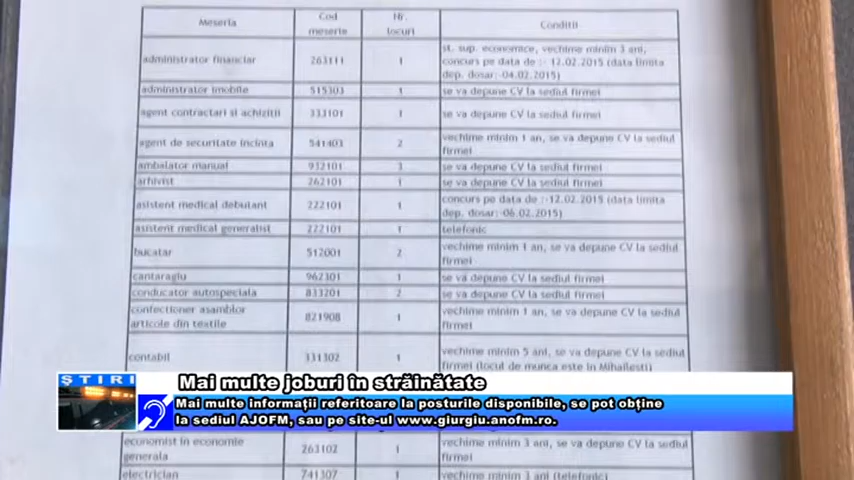 Meseria Cod meserie Nr. locuri Conditii
administrator financiar 263111 1 st. sup. economice, vechime minim 3 ani,
concurs pe data de :- 12.02.2015 (data limita
dep. dosar:-04.02.2015)
administrator imobile 515303 1 se va depune CV la sediul firmei
agent contractari si achizitii 333101 1 se va depune CV la sediul firmei
agent de securitate incinta 541403 2 vechime minim 1 an, se va depune CV la sediul
firmei
ambalator manual 932101 3 se va depune CV la sediul firmei
arhivist 262101 1 se va depune CV la sediul firmei
asistent medical debutant 222101 1 concurs pe data de :-12.02.2015 (data limita
dep. dosar:-06.02.2015)
asistent medical generalist 222101 1 telefonic
bucatar 512001 2 vechime minim 1 an, se va depune CV la sediul
firmei
cantaragiu 962301 1 se va depune CV la sediul firmei
conducator autospeciala 833201 2 se va depune CV la sediul firmei
confectioner asamblor
articole din textile 821908 1 vechime minim 1 an, se va depune CV la sediul
firmei
contabil 331302 1 vechime minim 5 ani, se va depune CV la sediul
firmei (locul de munca este in Mihailesti)
ŞTIRI
Mai multe joburi în străinătate
Mai multe informaţii referitoare la posturile disponibile, se pot obţine
la sediul AJOFM, sau pe site-ul www.giurgiu.anofm.ro.
economist in economie
generala 263102 1 vechime minim 3 ani, se va depune CV la sediul
firmei
electrician 741307 1 vechime minim 3 ani (telefonic)